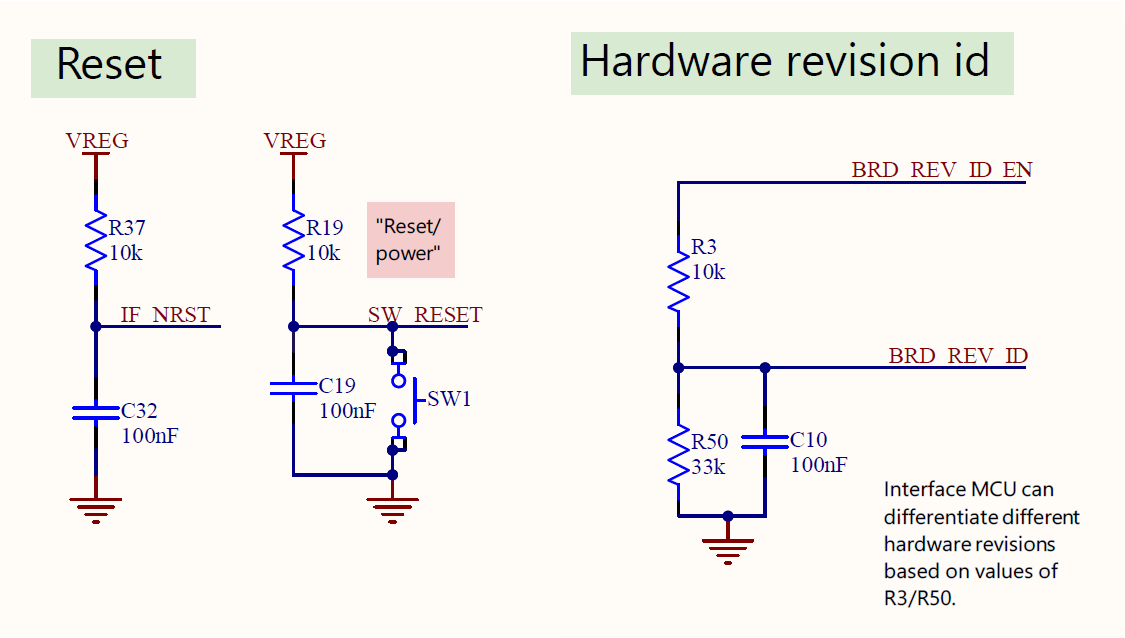 Reset
Hardware revision id
VREG
VREG
R37
10k
IF_NRST
C32
100nF
R19
10k
"Reset/
power"
SW_RESET
C19
100nF
SW1
BRD_REV_ID_EN
R3
10k
BRD_REV_ID
R50
33k
C10
100nF
Interface MCU can
differentiate different
hardware revisions
based on values of
R3/R50.